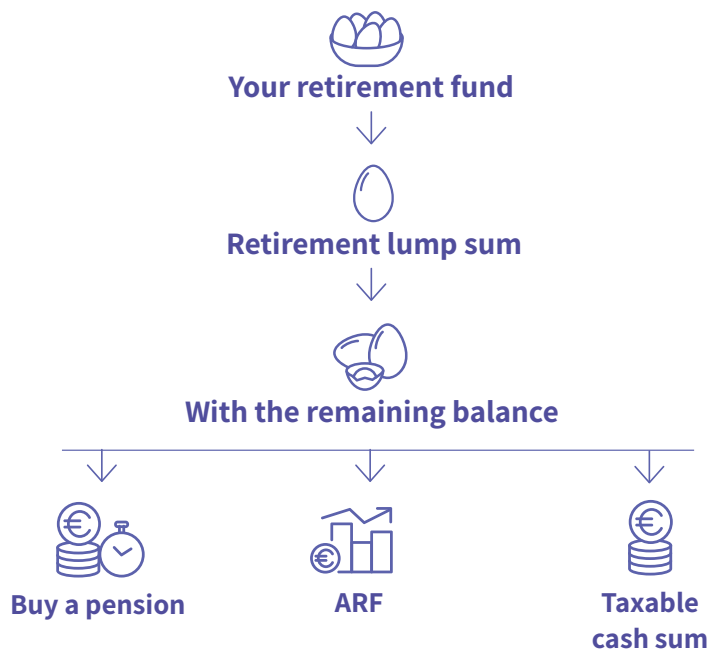 Your retirement fund
Retirement lump sum
With the remaining balance
€
€
€
Buy a pension
ARF
Taxable
cash sum